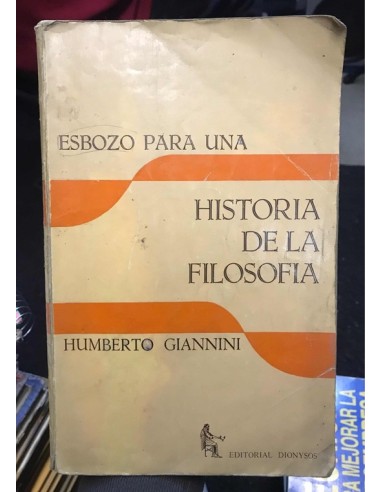 ESBOZO PARA UNA
HISTORIA
DE LA
FILOSOFIA
HUMBERTO GIANNINI
EDITORIAL DIONYSOS
A MEJORAR LA